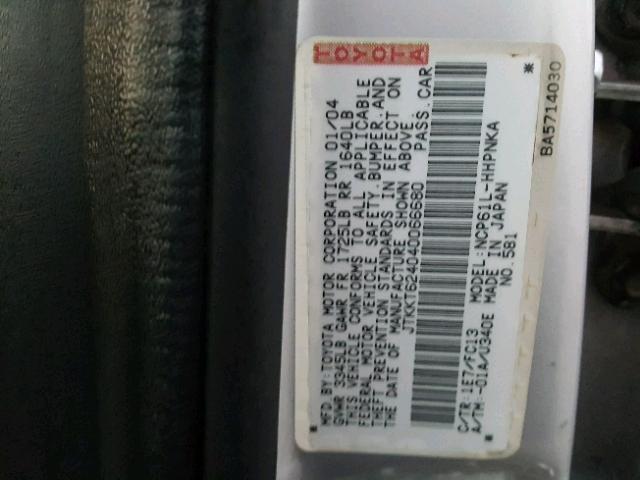 TOYOTA
MFD.BY:TOYOTA MOTOR CORPORATION 01/04
GVWR 3345LB GAWR FR 1725LB RR 1640LB
THIS VEHICLE CONFORMS TO ALL APPLICABLE
FEDERAL MOTOR VEHICLE SAFETY,BUMPER,AND
THEFT PREVENTION STANDARDS IN EFFECT ON
THE DATE OF MANUFACTURE SHOWN ABOVE.
PASS.CAR
JTKKT624040066680
* *
C/TR:1E7/FC13 MODEL:NCP61L-HHPNKA
A/TM:-01A/U340E MADE IN JAPAN
* NO.581
BA5714030